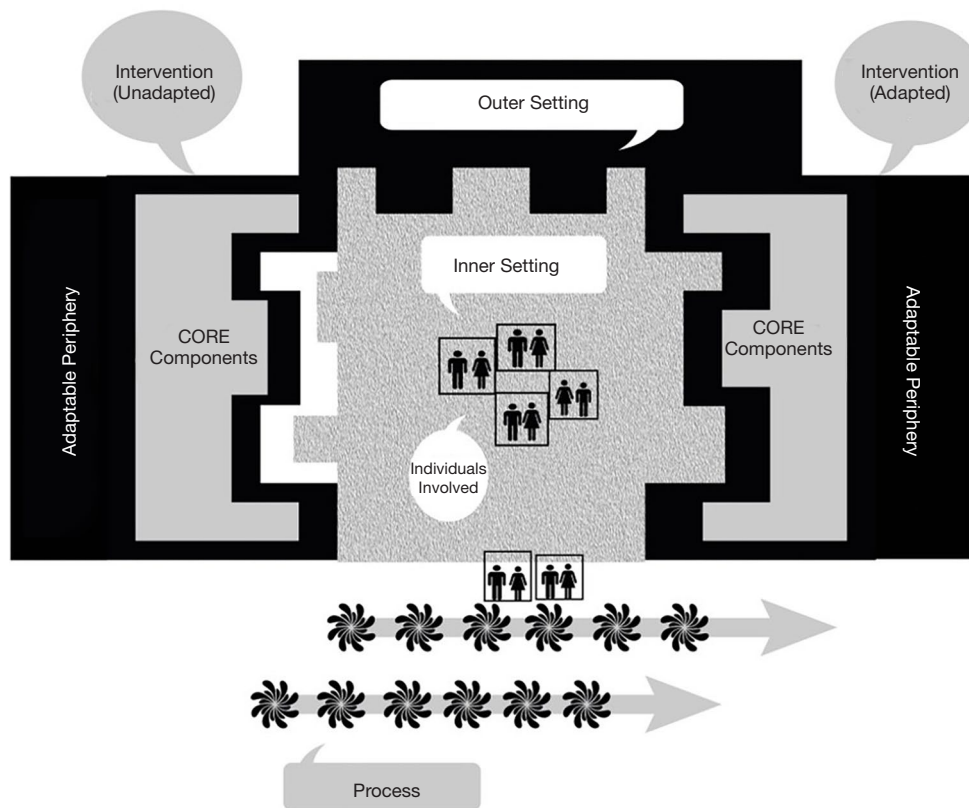 Intervention
(Unadapted)
Outer Setting
Intervention
(Adapted)
Inner Setting
Adaptable Periphery
CORE
Components
CORE
Components
Adaptable Periphery
Individuals
Involved
Process